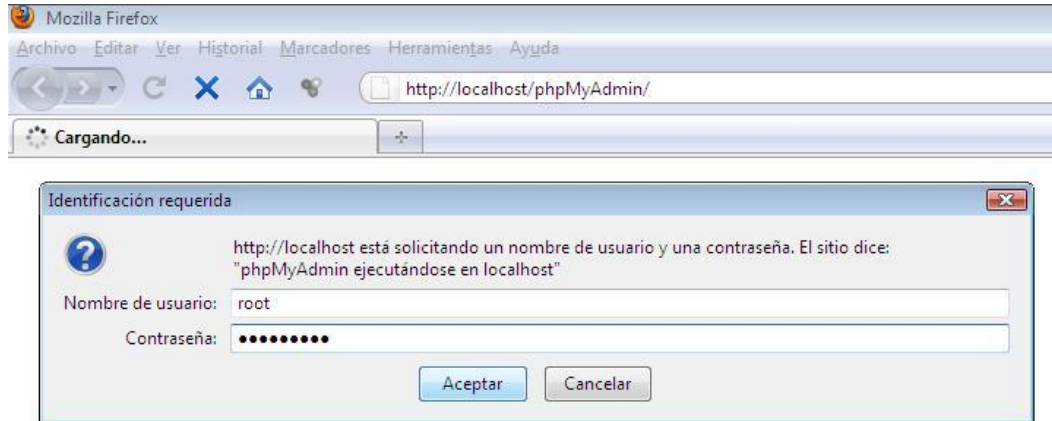 Mozilla Firefox
Archivo Editar Ver Historial Marcadores Herramientas Ayuda
http://localhost/phpMyAdmin/
Cargando...
Identificación requerida
http://localhost está solicitando un nombre de usuario y una contraseña. El sitio dice:
"phpMyAdmin ejecutándose en localhost"
Nombre de usuario: root
Contraseña: •••••••••
Aceptar Cancelar